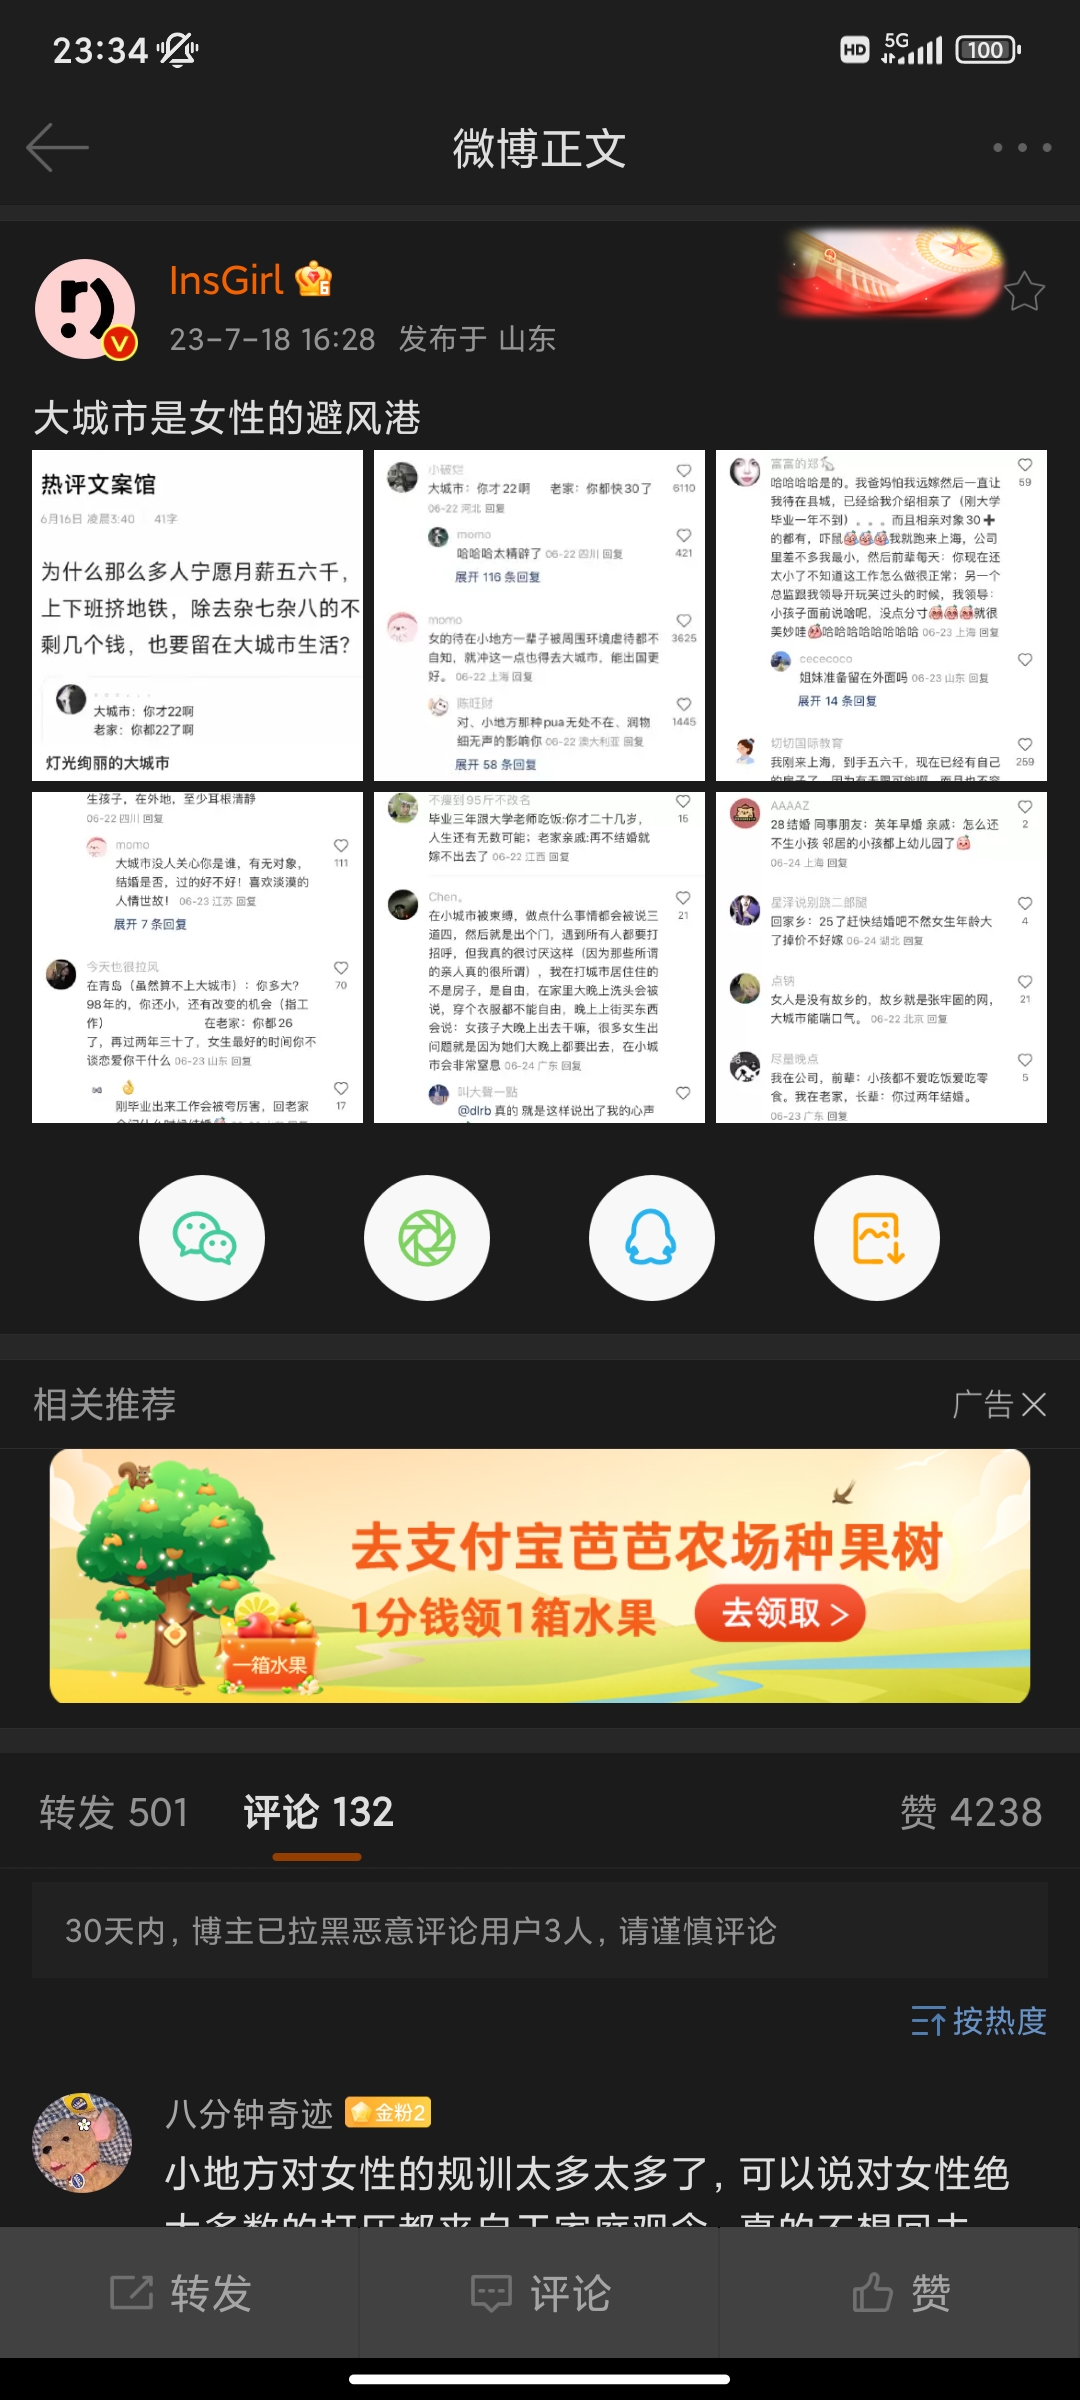 23:34
HD 5G 100
微博正文
InsGirl
6
23-7-18 16:28 发布于 山东
大城市是女性的避风港
热评文案馆
6月16日 凌晨3:40 41字
为什么那么多人宁愿月薪五六千，
上下班挤地铁，除去杂七杂八的不
剩几个钱，也要留在大城市生活？
大城市：你才22啊
老家：你都22了啊
灯光绚丽的大城市
小破烂
大城市：你才22啊 老家：你都快30了
6110
06-22 河北 回复
momo
哈哈哈太精辟了 06-22 四川 回复
421
展开 116 条回复
momo
女的待在小地方一辈子被周围环境虐待都不
3625
自知，就冲这一点也得去大城市，能出国更
好。 06-22 上海 回复
陈旺财
对、小地方那种pua无处不在、润物
1445
细无声的影响你 06-22 澳大利亚 回复
展开 58 条回复
富富的郑
哈哈哈哈是的。我爸妈怕我远嫁然后一直让
59
我待在县城，已经给我介绍相亲了（刚大学
毕业一年不到）。。。而且相亲对象30➕
的都有，吓鼠我就跑来上海，公司
里差不多我最小，然后前辈每天：你现在还
太小了不知道这工作怎么做很正常；另一个
总监跟我领导开玩笑过头的时候，我领导：
小孩子面前说啥呢，没点分寸就很
美妙哇哈哈哈哈哈哈哈哈 06-23 上海 回复
cececoco
姐妹准备留在外面吗 06-23 山东 回复
展开 14 条回复
切切国际教育
我刚来上海，到手五六千，现在已经有自己
259
生孩子，在外地，至少耳根清静
06-22 四川 回复
momo
大城市没人关心你是谁，有无对象，
111
结婚是否，过的好不好！喜欢淡漠的
人情世故！ 06-23 江苏 回复
展开 7 条回复
今天也很拉风
在青岛（虽然算不上大城市）：你多大？
70
98年的，你还小，还有改变的机会（指工
作） 在老家：你都26
了，再过两年三十了，女生最好的时间你不
谈恋爱你干什么 06-23 山东 回复
刚毕业出来工作会被夸厉害，回老家
17
不瘦到95斤不改名
毕业三年跟大学老师吃饭:你才二十几岁，
15
人生还有无数可能；老家亲戚:再不结婚就
嫁不出去了 06-22 江西 回复
Chen。
在小城市被束缚，做点什么事情都会被说三
21
道四，然后就是出个门，遇到所有人都要打
招呼，但我真的很讨厌这样（因为那些所谓
的亲人真的很所谓），我在打城市居住住的
不是房子，是自由，在家里大晚上洗头会被
说，穿个衣服都不能自由，晚上上街买东西
会说：女孩子大晚上出去干嘛，很多女生出
问题就是因为她们大晚上都要出去，在小城
市会非常窒息 06-24 广东 回复
叫大聲一點
@dlrb 真的 就是这样说出了我的心声
AAAAZ
28结婚 同事朋友：英年早婚 亲戚：怎么还
2
不生小孩 邻居的小孩都上幼儿园了
06-24 上海 回复
星泽说别跷二郎腿
回家乡：25了赶快结婚吧不然女生年龄大
4
了掉价不好嫁 06-24 湖北 回复
点钠
女人是没有故乡的，故乡就是张牢固的网，
21
大城市能喘口气。 06-22 北京 回复
尽量晚点
我在公司，前辈：小孩都不爱吃饭爱吃零
5
食。我在老家，长辈：你过两年结婚。
06-23 广东 回复
相关推荐
广告
去支付宝芭芭农场种果树
1分钱领1箱水果
去领取 >
一箱水果
转发 501 评论 132 赞 4238
30天内，博主已拉黑恶意评论用户3人，请谨慎评论
按热度
八分钟奇迹 金粉2
小地方对女性的规训太多太多了，可以说对女性绝
大多数的打压都来自于家庭观念，真的不想回去
转发 评论 赞